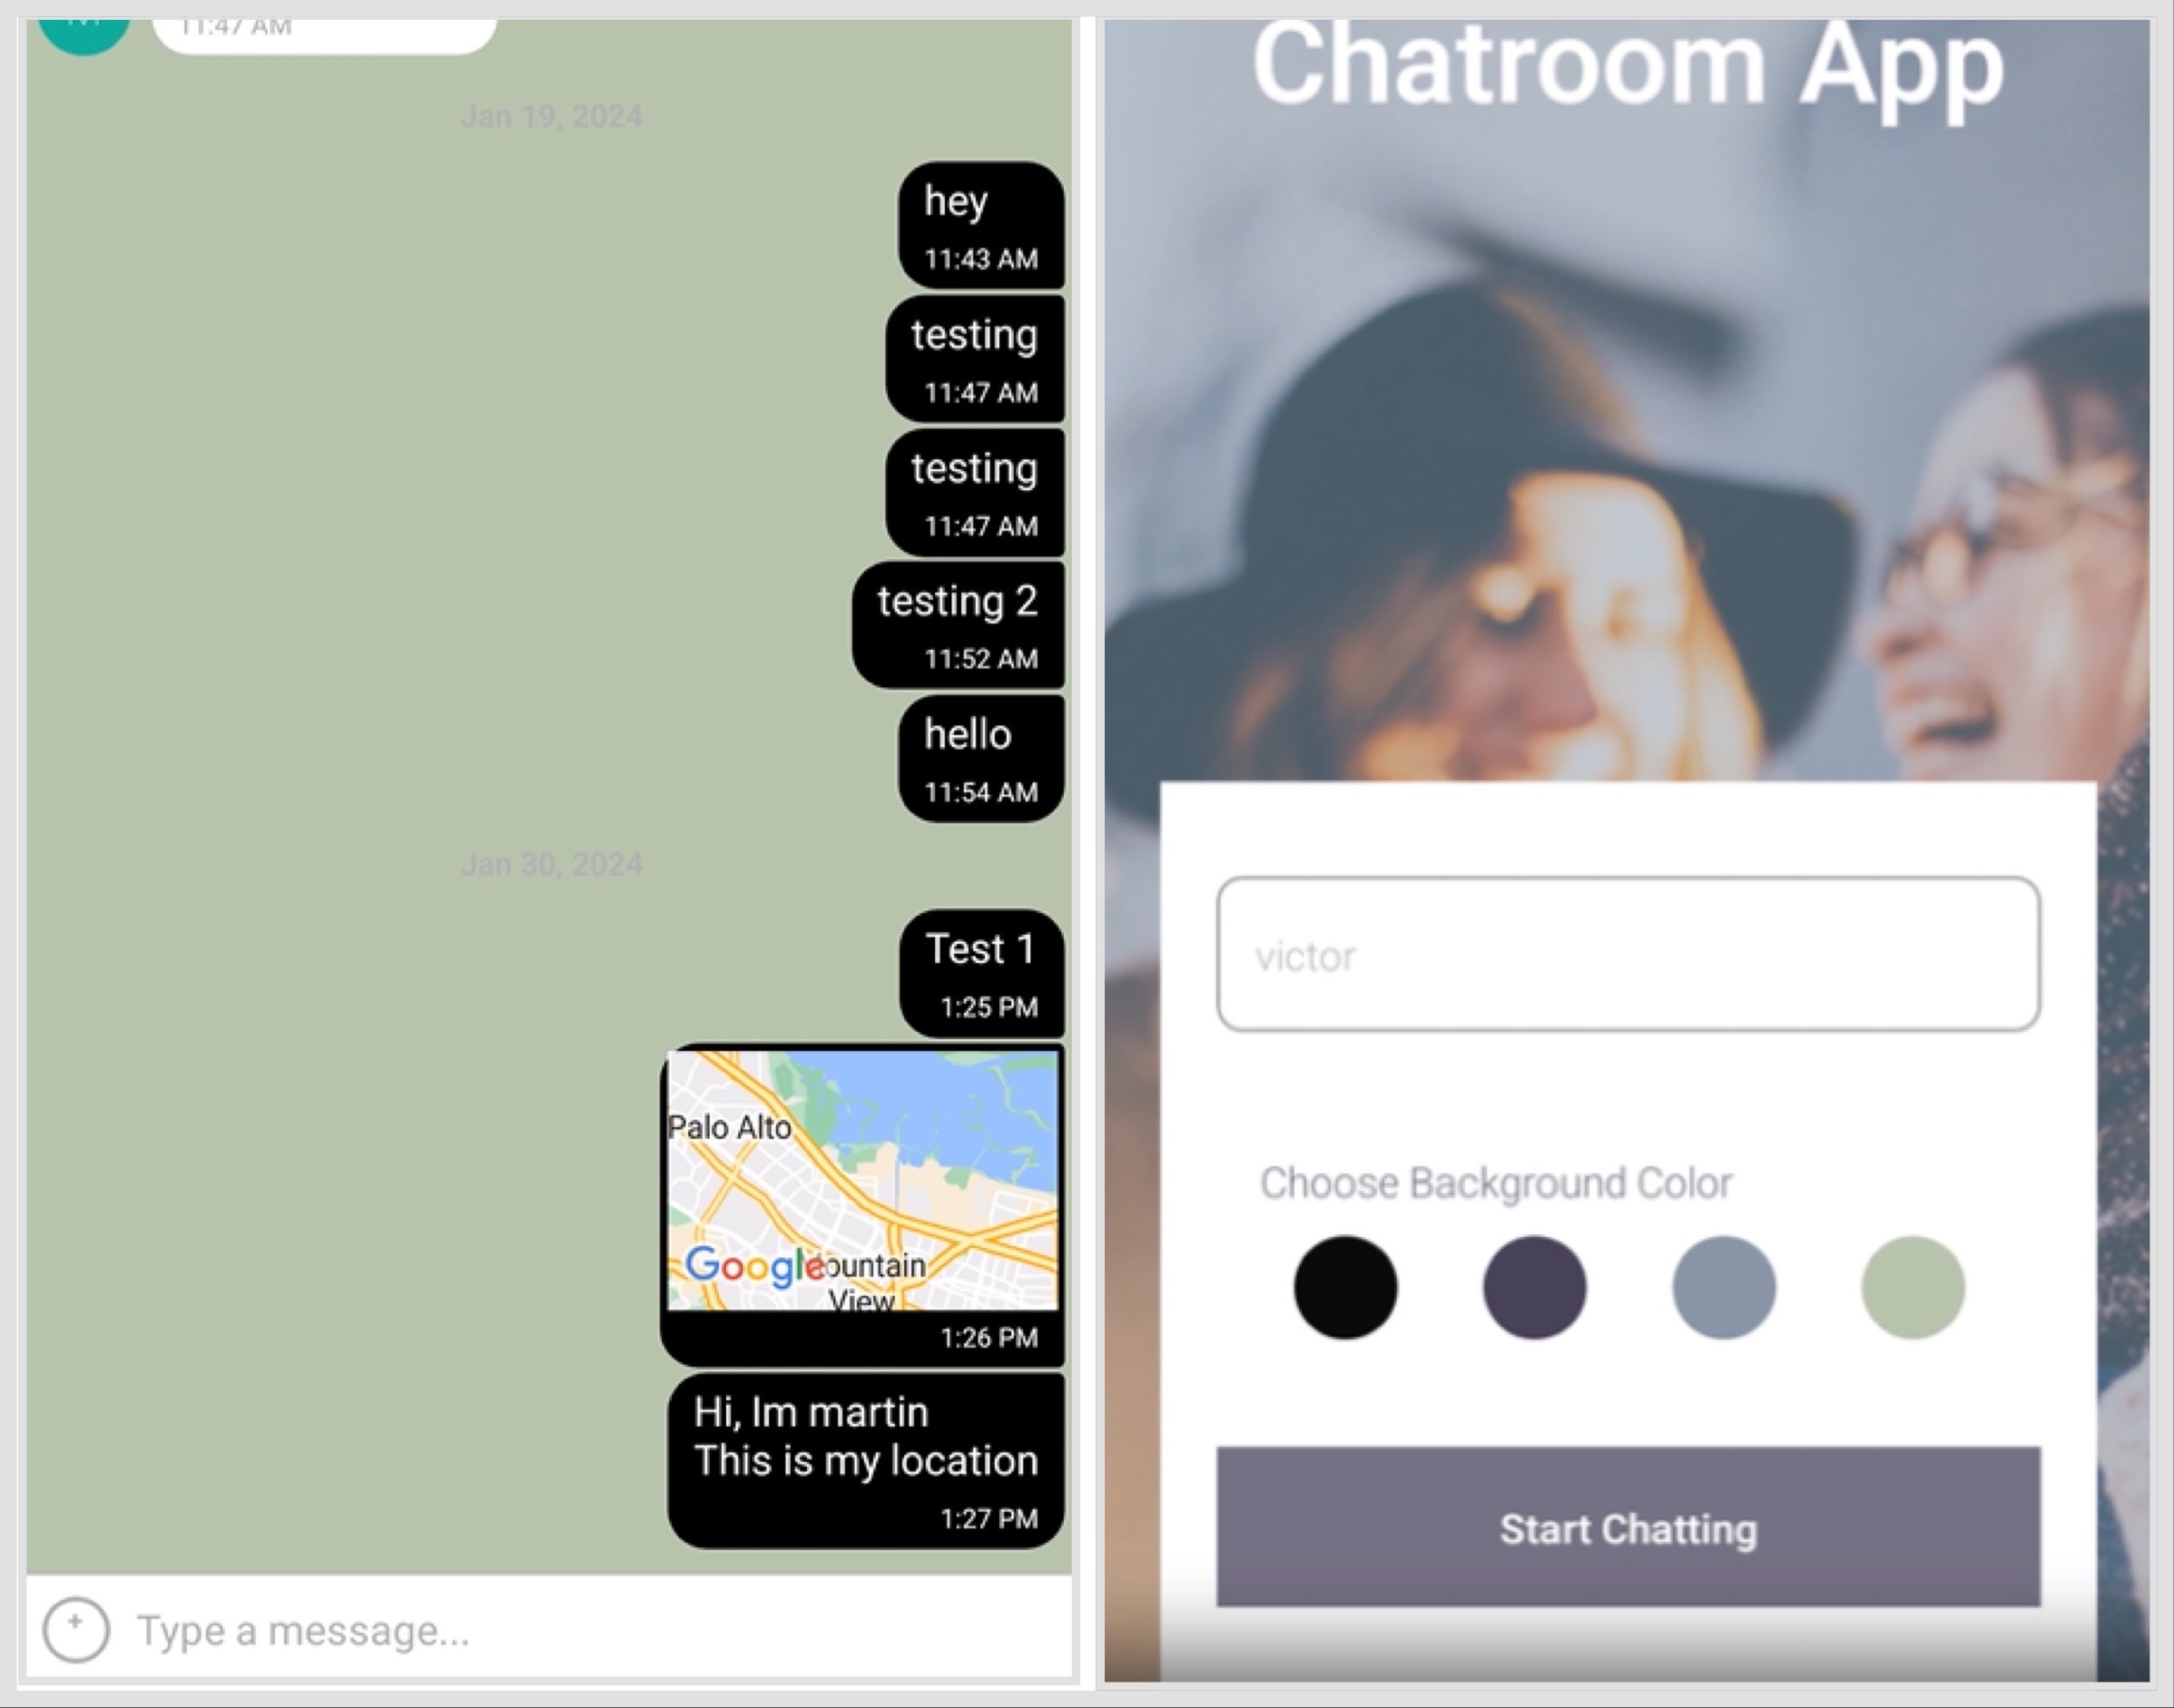 11:47 AM
Jan 19, 2024
hey
11:43 AM
testing
11:47 AM
testing
11:47 AM
testing 2
11:52 AM
hello
11:54 AM
Jan 30, 2024
Test 1
1:25 PM
Palo Alto
Google
ountain
View
1:26 PM
Hi, Im martin
This is my location
1:27 PM
Type a message...
Chatroom App
victor
Choose Background Color
Start Chatting